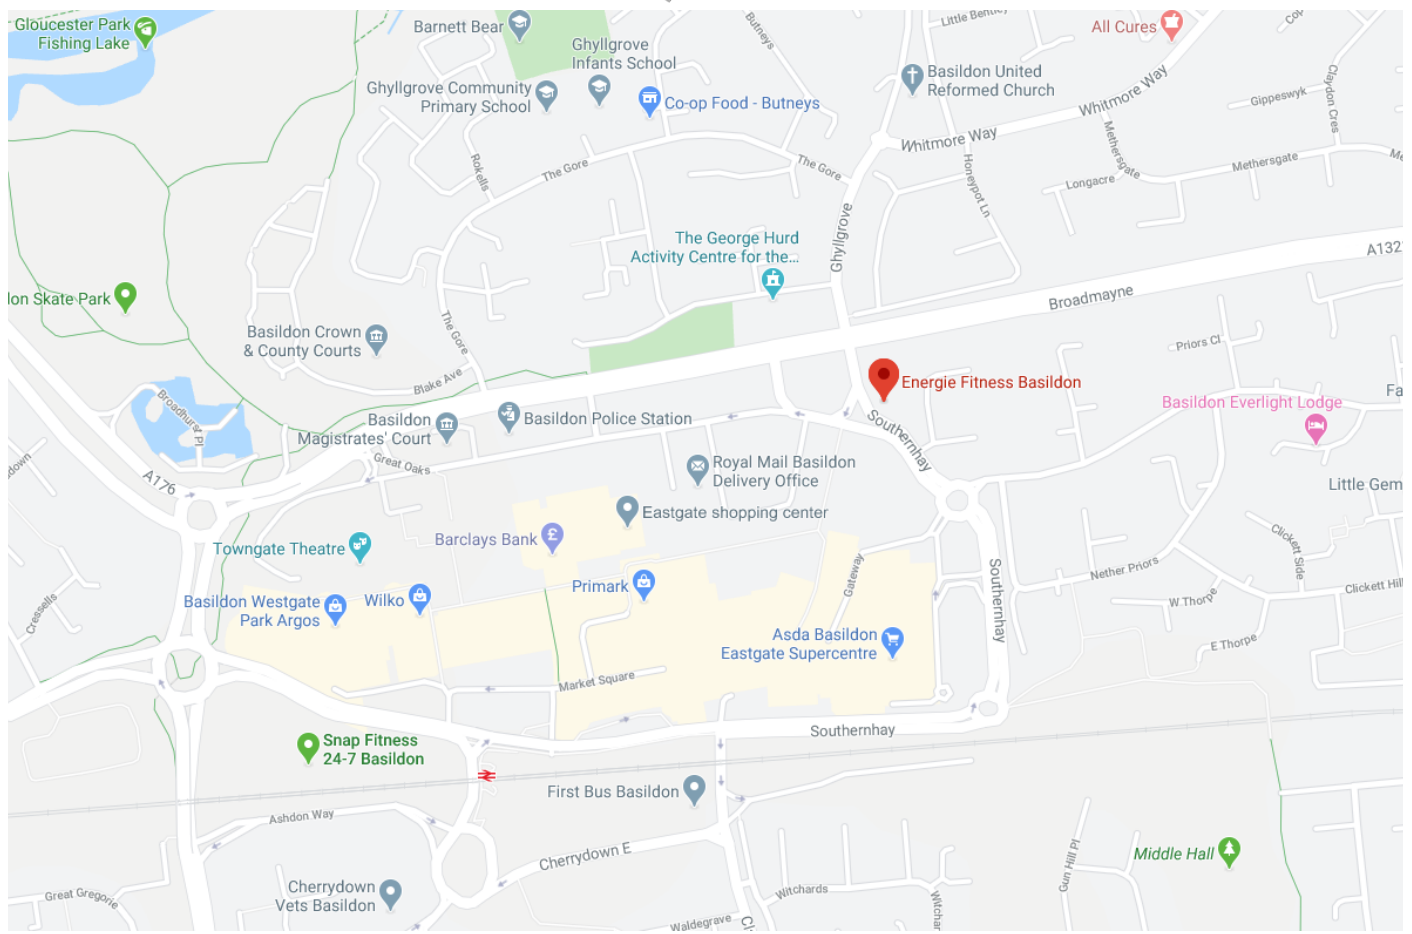 Gloucester Park
Fishing Lake
Barnett Bear
Butneys
Little Bentley
All Cures
Ghyllgrove
Infants School
Ghyllgrove Community
Primary School
Co-op Food - Butneys
Basildon United
Reformed Church
Whitmore Way
Claydon Cres
Gippeswyk
Whitmore Way
Methersgate
Methersgate
Rokells
The Gore
The Gore
Honeypot Ln
Longacre
Ghyllgrove
The George Hurd
Activity Centre for the...
A132
Broadmayne
lon Skate Park
Basildon Crown
& County Courts
The Gore
Priors Cl
Blake Ave
Energie Fitness Basildon
Fa
Basildon Everlight Lodge
Broadhurst Pl
Basildon
Magistrates' Court
Basildon Police Station
Southernhay
Great Oaks
A176
Royal Mail Basildon
Delivery Office
Little Gem
Eastgate shopping center
Barclays Bank
Towngate Theatre
Clickett Side
Gateway
Southernhay
Nether Priors
Clickett Hill
Primark
Wilko
Basildon Westgate
Park Argos
Cressells
W Thorpe
E Thorpe
Asda Basildon
Eastgate Supercentre
Market Square
Southernhay
Snap Fitness
24-7 Basildon
First Bus Basildon
Ashdon Way
Cherrydown E
Gun Hill Pl
Middle Hall
Great Gregorie
Cherrydown
Vets Basildon
Witchards
Waldegrave